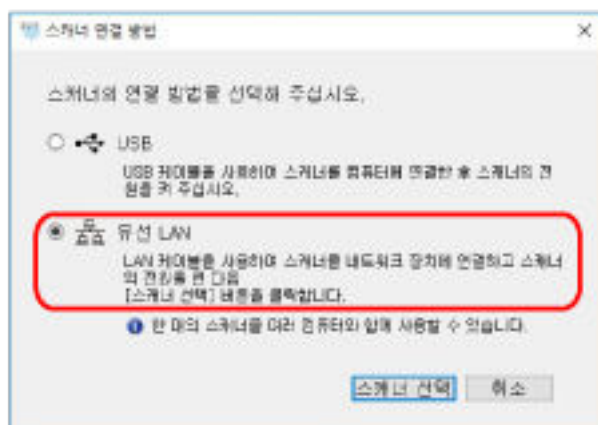 스캐너 연결 방법
스캐너의 연결 방법을 선택해 주십시오.
USB
USB 케이블을 사용하여 스캐너를 컴퓨터에 연결한 후 스캐너의 전
원을 켜 주십시오.
유선 LAN
LAN 케이블을 사용하여 스캐너를 네트워크 장치에 연결하고 스캐너
의 전원을 켠 다음
[스캐너 선택] 버튼을 클릭합니다.
한 대의 스캐너를 여러 컴퓨터와 함께 사용할 수 있습니다.
스캐너 선택 취소